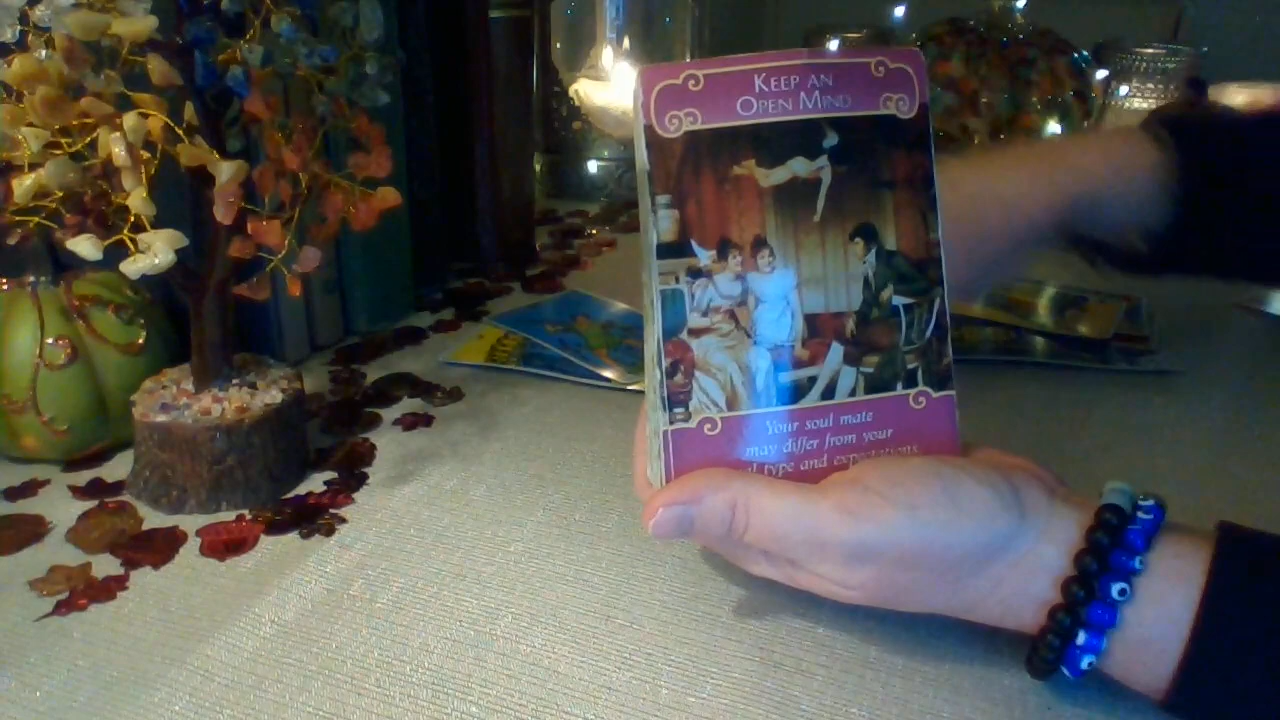 KEEP AN
OPEN MIND
Your soul mate
may differ from your
type and expectations